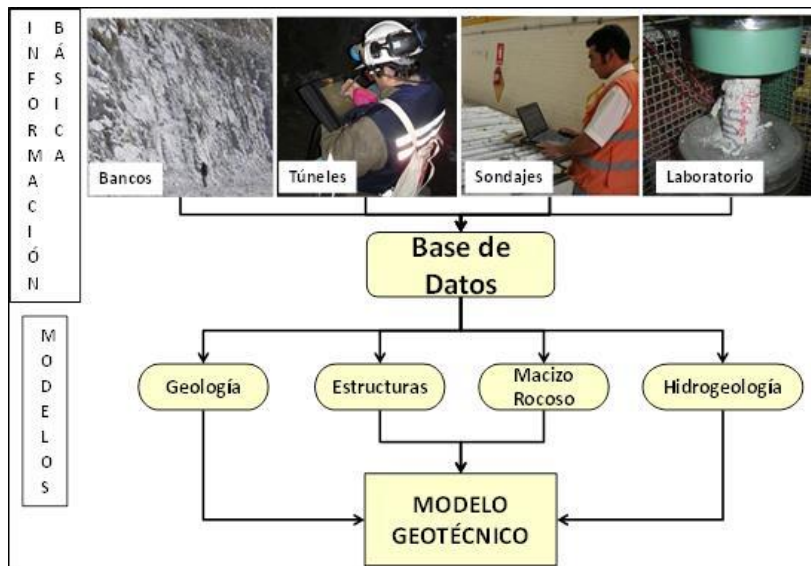 INFORMACIÓN
BÁSICA
Bancos
Túneles
Sondajes
Laboratorio
Base de
Datos
MODELOS
Geología
Estructuras
Macizo
Rocoso
Hidrogeología
MODELO
GEOTÉCNICO